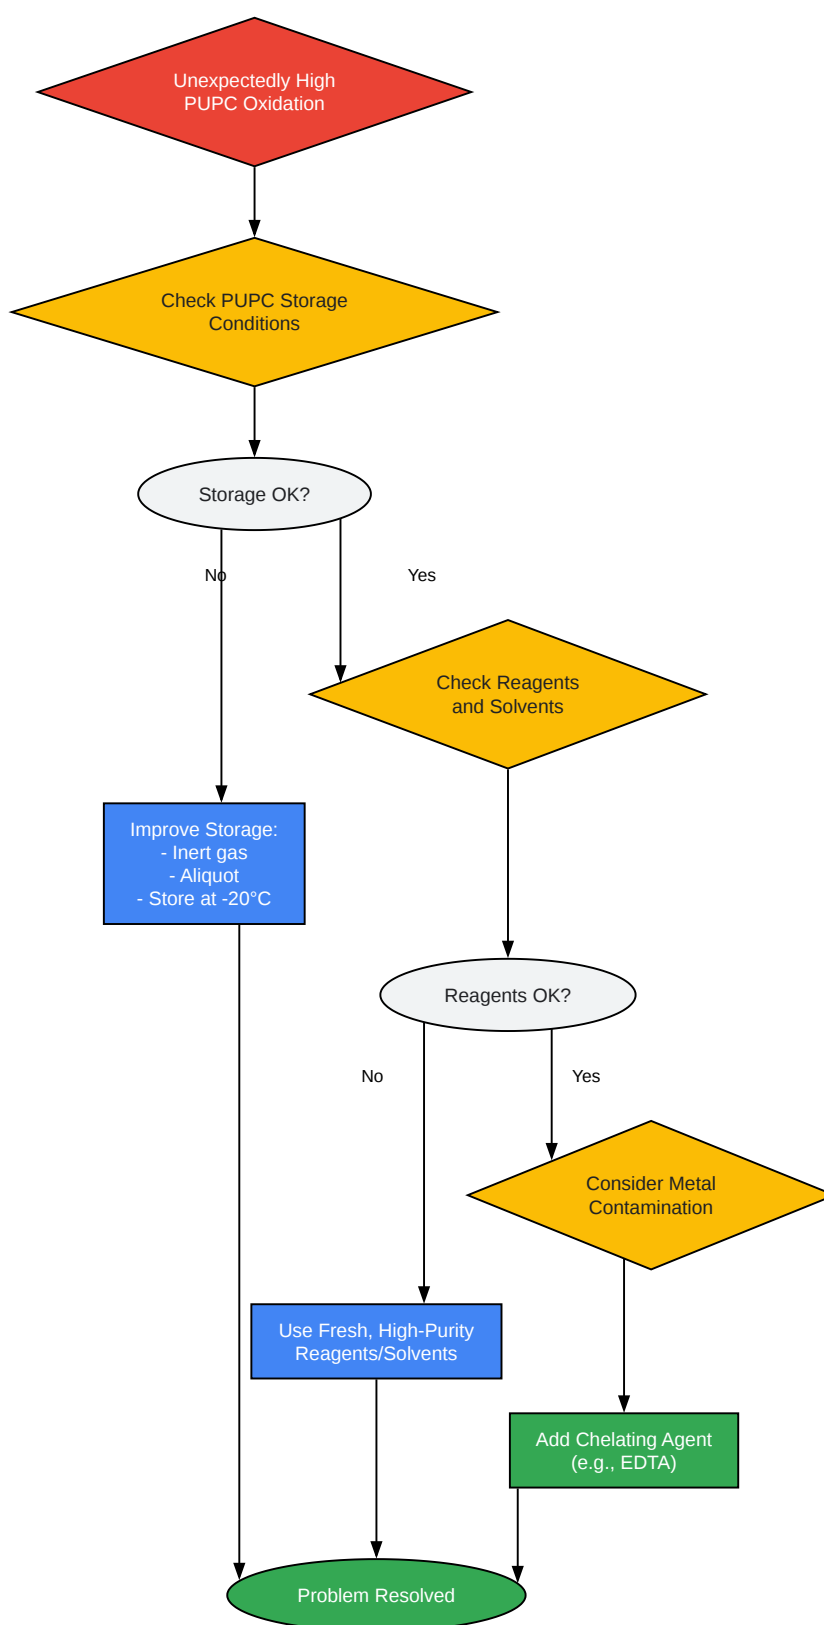 Unexpectedly High
PUPC Oxidation
Check PUPC Storage
Conditions
Storage OK?
No
Yes
Check Reagents
and Solvents
Improve Storage:
- Inert gas
- Aliquot
- Store at -20°C
Reagents OK?
No
Yes
Consider Metal
Contamination
Use Fresh, High-Purity
Reagents/Solvents
Add Chelating Agent
(e.g., EDTA)
Problem Resolved